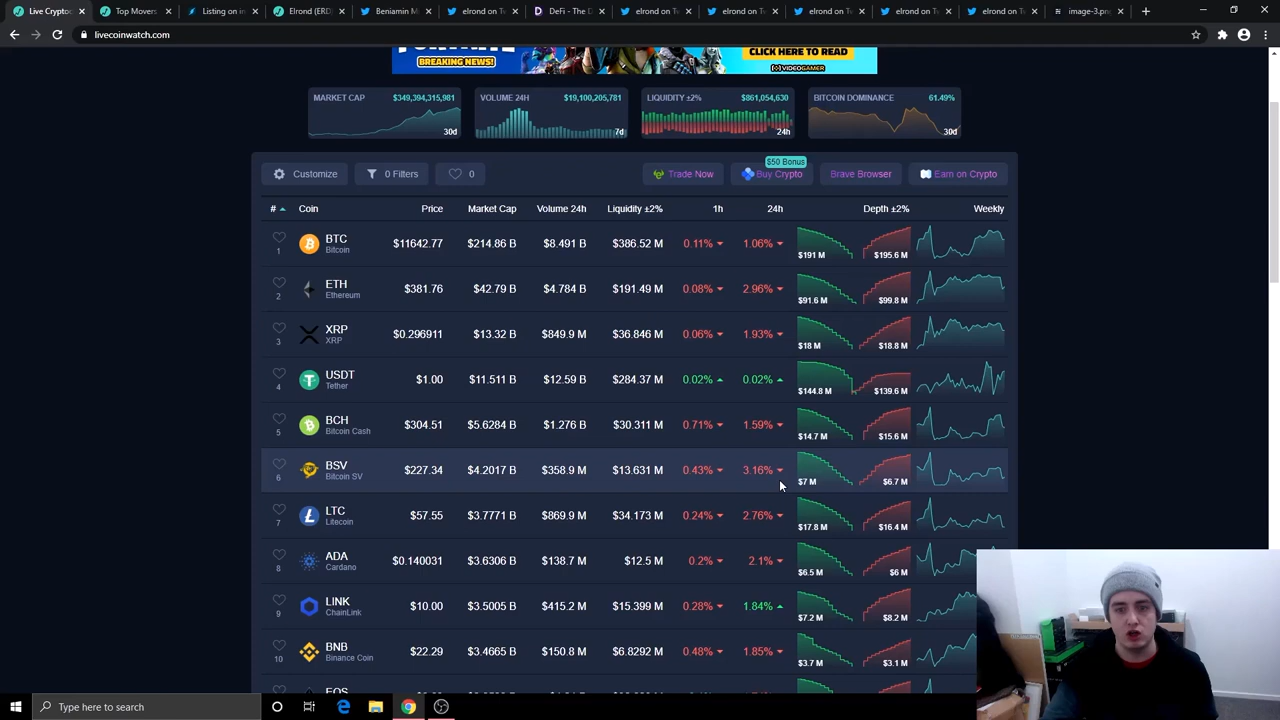 Live Cryptoc
Top Movers
Listing on in
Elrond (ERD)
Benjamin M
elrond on Tw
DeFi - The D
elrond on Tw
elrond on Tw
elrond on Tw
elrond on Tw
elrond on Tw
image-3.png
livecoinwatch.com
BREAKING NEWS!
CLICK HERE TO READ
VIDEOGAMER
MARKET CAP $349,394,315,981
30d
VOLUME 24H $19,100,205,781
7d
LIQUIDITY ±2% $861,054,630
24h
BITCOIN DOMINANCE 61.49%
30d
$50 Bonus
Customize 0 Filters 0 Trade Now Buy Crypto Brave Browser Earn on Crypto
# Coin Price Market Cap Volume 24h Liquidity ±2% 1h 24h Depth ±2% Weekly
1 BTC Bitcoin $11642.77 $214.86 B $8.491 B $386.52 M 0.11% 1.06% $191 M $195.6 M
2 ETH Ethereum $381.76 $42.79 B $4.784 B $191.49 M 0.08% 2.96% $91.6 M $99.8 M
3 XRP XRP $0.296911 $13.32 B $849.9 M $36.846 M 0.06% 1.93% $18 M $18.8 M
4 USDT Tether $1.00 $11.511 B $12.59 B $284.37 M 0.02% 0.02% $144.8 M $139.6 M
5 BCH Bitcoin Cash $304.51 $5.6284 B $1.276 B $30.311 M 0.71% 1.59% $14.7 M $15.6 M
6 BSV Bitcoin SV $227.34 $4.2017 B $358.9 M $13.631 M 0.43% 3.16% $7 M $6.7 M
7 LTC Litecoin $57.55 $3.7771 B $869.9 M $34.173 M 0.24% 2.76% $17.8 M $16.4 M
8 ADA Cardano $0.140031 $3.6306 B $138.7 M $12.5 M 0.2% 2.1% $6.5 M $6 M
9 LINK ChainLink $10.00 $3.5005 B $415.2 M $15.399 M 0.28% 1.84% $7.2 M $8.2 M
10 BNB Binance Coin $22.29 $3.4665 B $150.8 M $6.8292 M 0.48% 1.85% $3.7 M $3.1 M
EOS
Type here to search